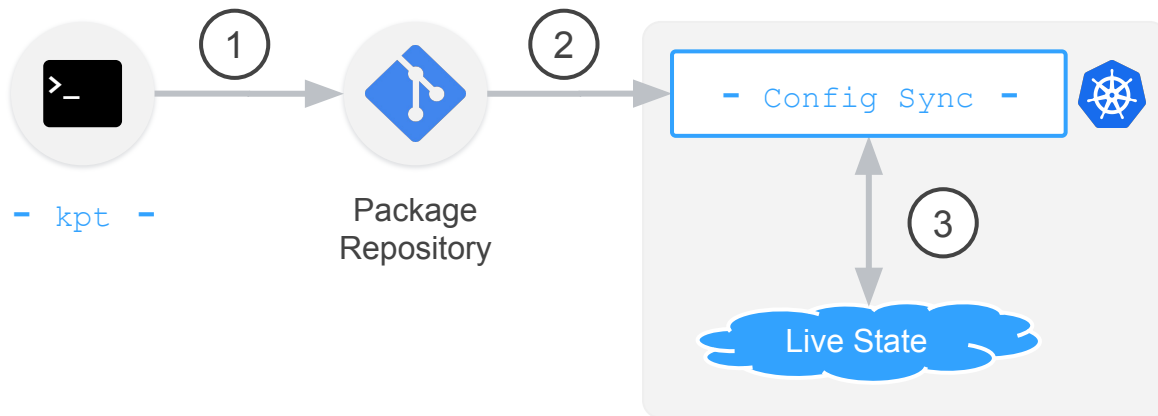 1
2
>_
- Config Sync -
- kpt -
Package
Repository
3
Live State